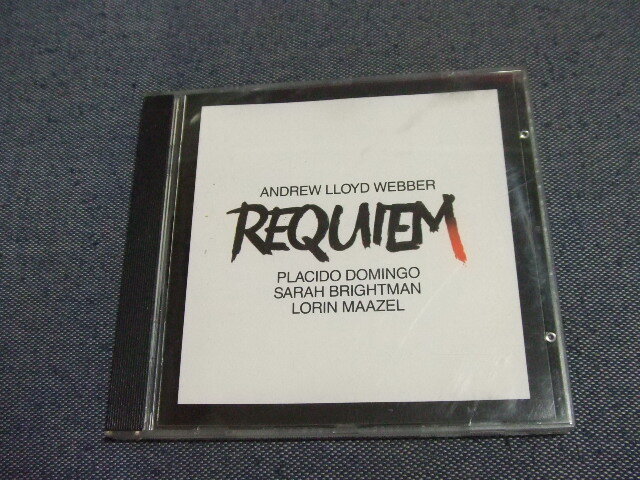 ANDREW LLOYD WEBBER
REQUIEM
PLACIDO DOMINGO
SARAH BRIGHTMAN
LORIN MAAZEL